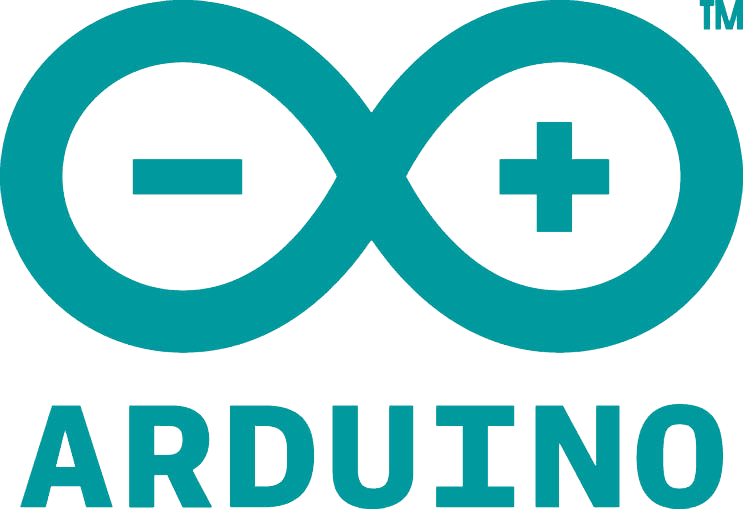 TM
- +
ARDUINO